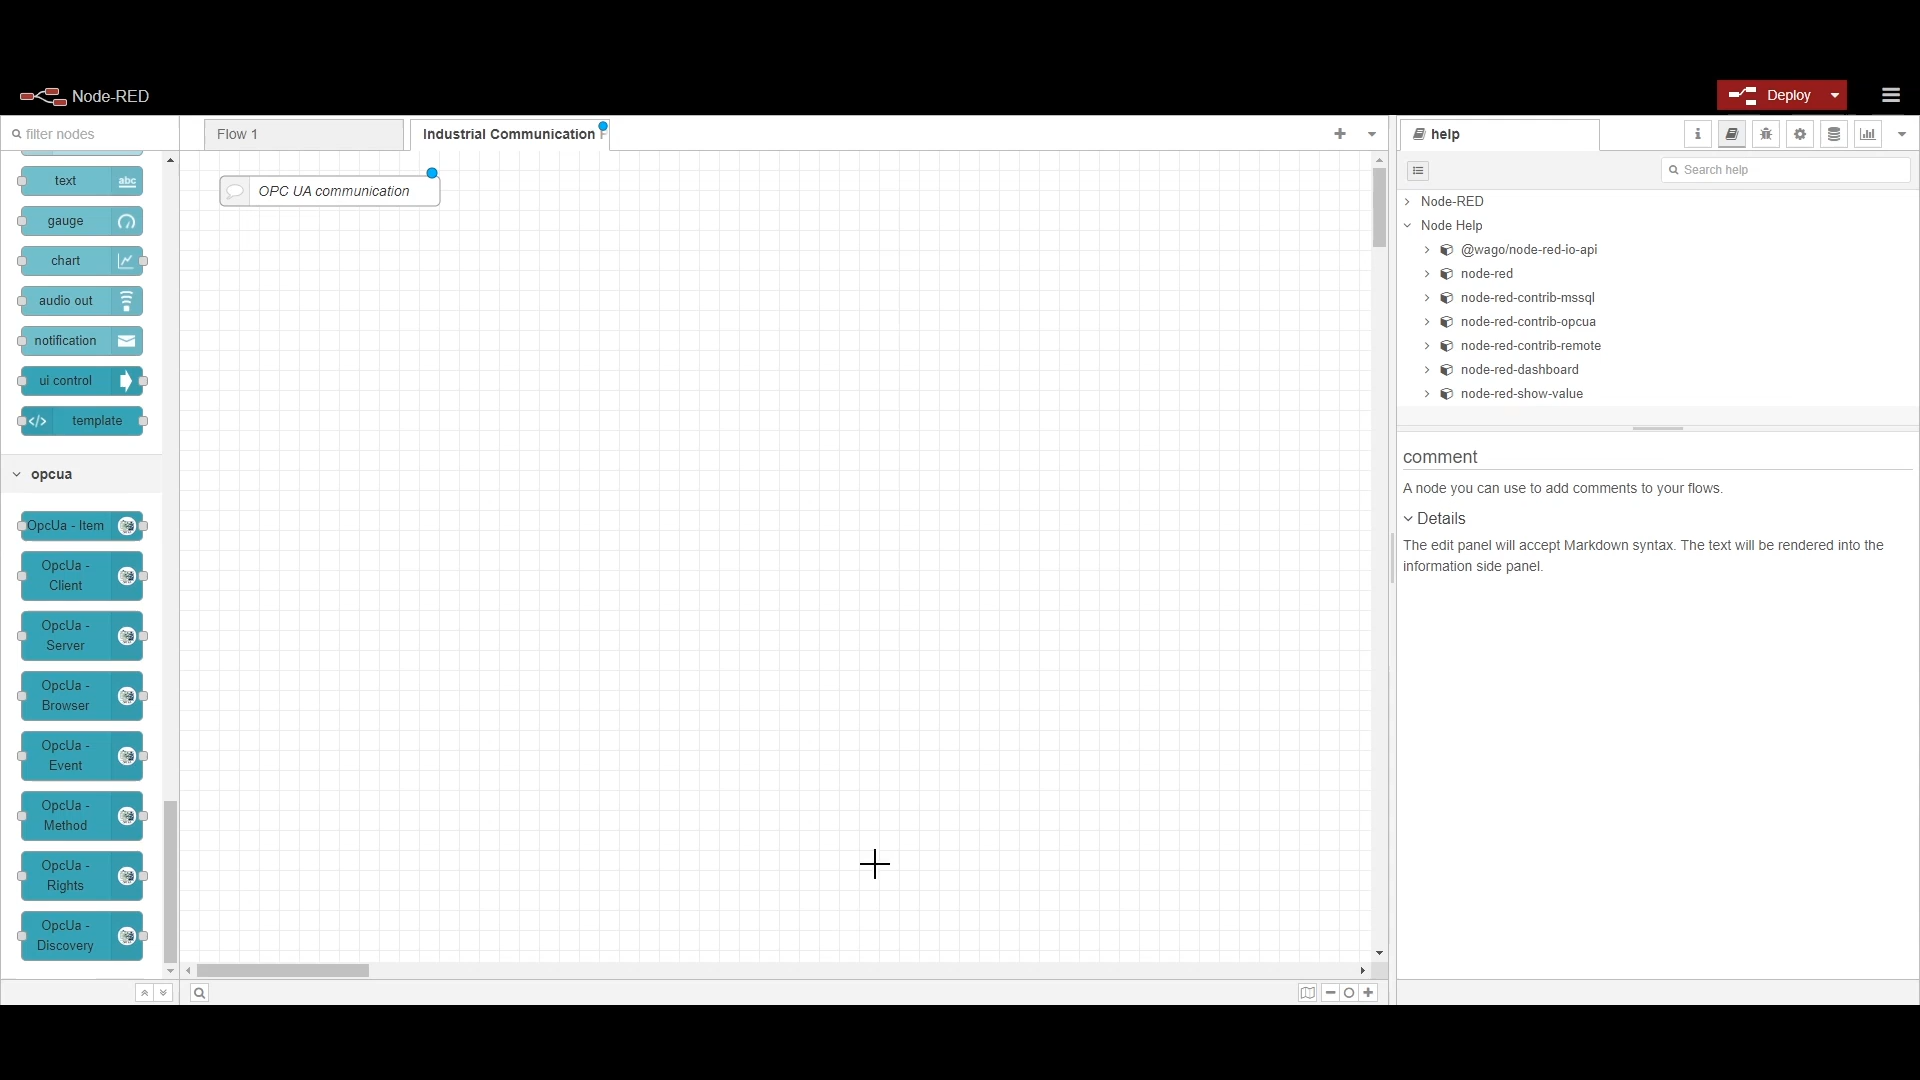 Node-RED
Deploy
filter nodes
Flow 1
Industrial Communication
help
Search help
text
abc
gauge
chart
audio out
notification
ui control
template
opcua
OpcUa - Item
OpcUa -
Client
OpcUa -
Server
OpcUa -
Browser
OpcUa -
Event
OpcUa -
Method
OpcUa -
Rights
OpcUa -
Discovery
OPC UA communication
Node-RED
Node Help
@wago/node-red-io-api
node-red
node-red-contrib-mssql
node-red-contrib-opcua
node-red-contrib-remote
node-red-dashboard
node-red-show-value
comment
A node you can use to add comments to your flows.
Details
The edit panel will accept Markdown syntax. The text will be rendered into the
information side panel.